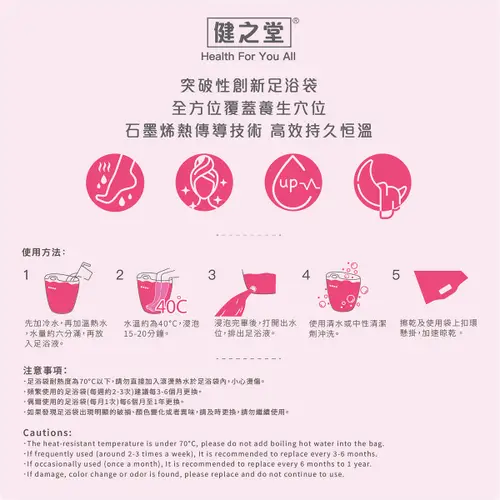 健之堂®
Health For You All
突破性創新足浴袋
全方位覆蓋養生穴位
石墨烯熱傳導技術 高效持久恒溫
up
使用方法：
1
2
3
4
5
40℃
先加冷水，再加溫熱水
，水量約六分滿，再放
入足浴液。
水溫約為40°C，浸泡
15-20分鐘。
浸泡完畢後，打開出水
位，排出足浴液。
使用清水或中性清潔
劑沖洗。
擦乾及使用袋上扣環
懸掛，加速晾乾。
注意事項：
·足浴袋耐熱度為70°C以下，請勿直接加入滾燙熱水於足浴袋內，小心燙傷。
·頻繁使用的足浴袋(每週約2-3次)建議每3-6個月更換。
·偶爾使用的足浴袋(每月1次)每6個月至1年更換。
·如果發現足浴袋出現明顯的破損，顏色變化或者異味，請及時更換，請勿繼續使用。
Cautions:
·The heat-resistant temperature is under 70°C, please do not add boiling hot water into the bag.
·If frequently used (around 2-3 times a week), It is recommended to replace every 3-6 months.
·If occasionally used (once a month), It is recommended to replace every 6 months to 1 year.
·If damage, color change or odor is found, please replace and do not continue to use.